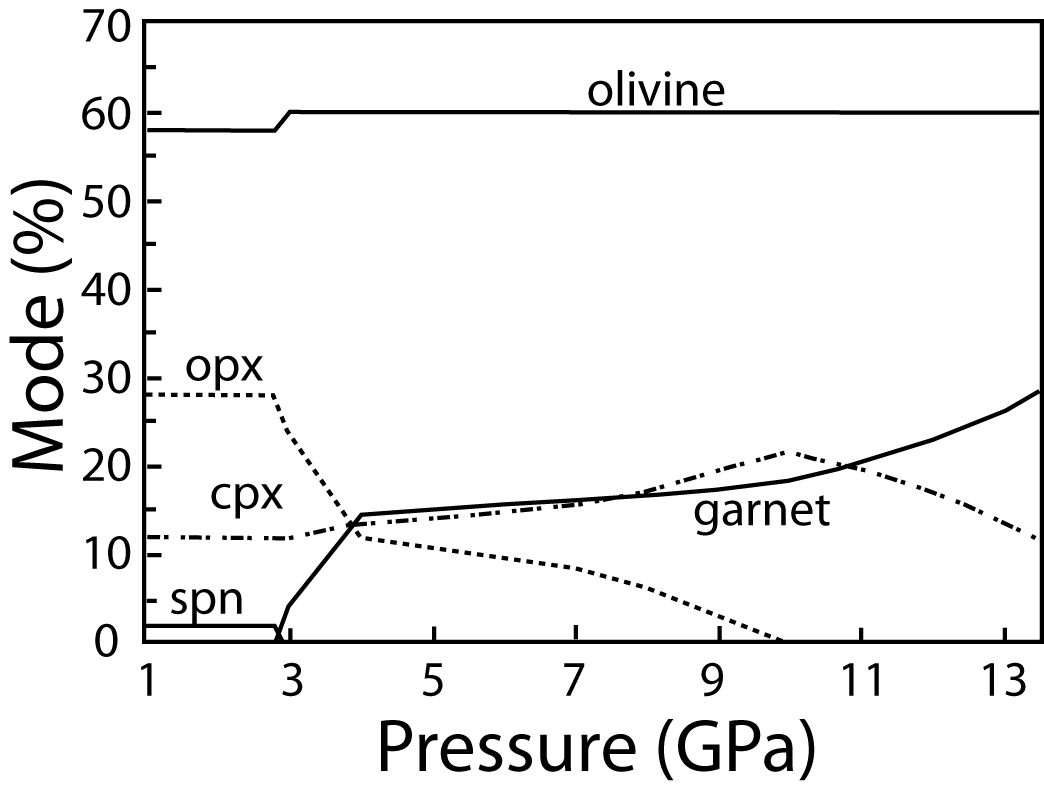 70
60
50
40
30
20
10
0
Mode (%)
olivine
opx
cpx
garnet
spn
1 3 5 7 9 11 13
Pressure (GPa)